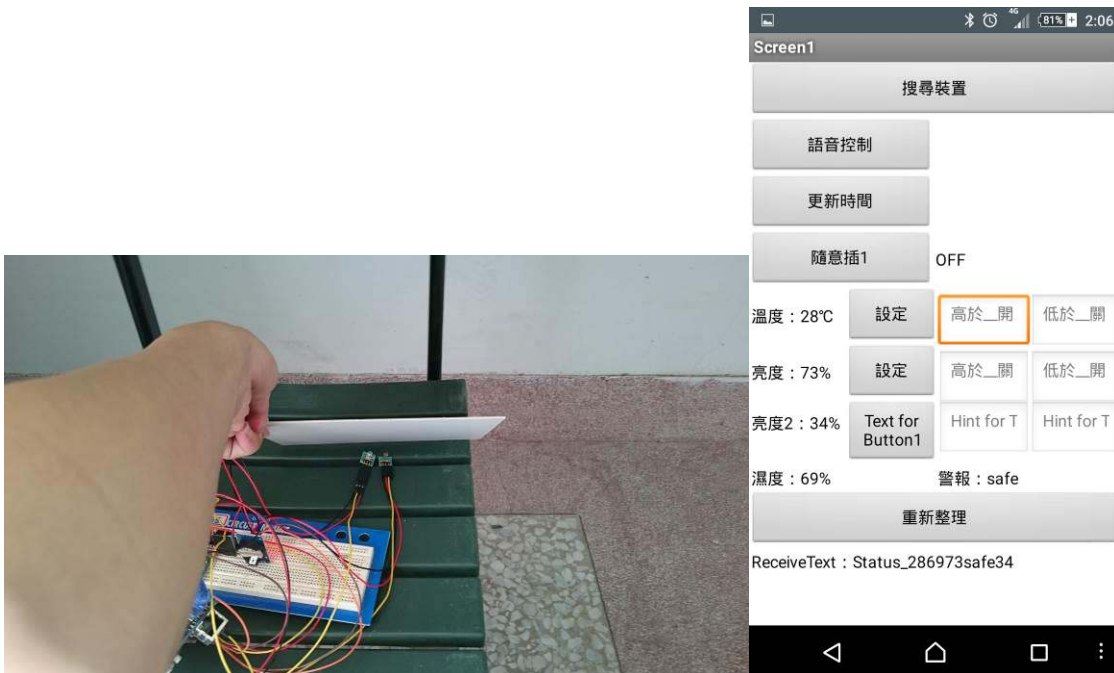 4G 81% 2:06
Screen1
搜尋裝置
語音控制
更新時間
隨意插1 OFF
溫度：28℃ 設定 高於__開 低於__關
亮度：73% 設定 高於__關 低於__開
亮度2：34% Text for Button1 Hint for T Hint for T
濕度：69% 警報：safe
重新整理
ReceiveText：Status_286973safe34